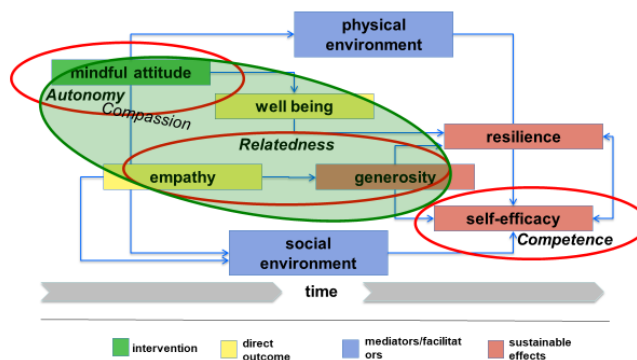 physical
environment
mindful attitude
Autonomy
Compassion
well being
Relatedness
resilience
empathy
generosity
self-efficacy
Competence
social
environment
time
intervention
direct
outcome
mediators/facilitat
ors
sustainable
effects